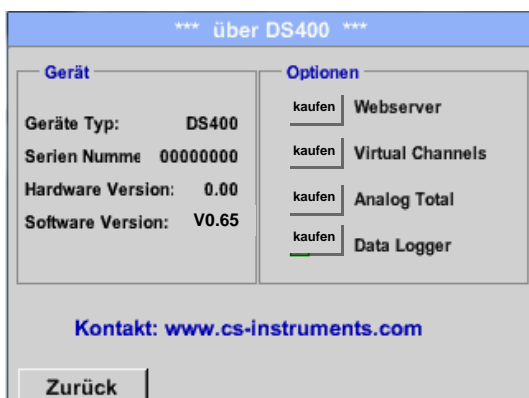 *** über DS400 ***
Gerät
Geräte Typ: DS400
Serien Numme 00000000
Hardware Version: 0.00
Software Version: V0.65
Optionen
kaufen Webserver
kaufen Virtual Channels
kaufen Analog Total
kaufen Data Logger
Kontakt: www.cs-instruments.com
Zurück